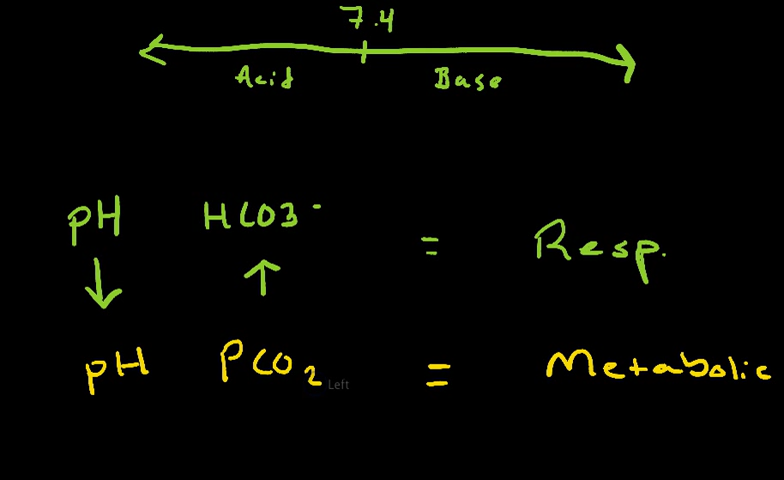 7.4
Acid Base
pH HCO3- = Resp.
↓ ↑
pH PCO2 = Metabolic
Left